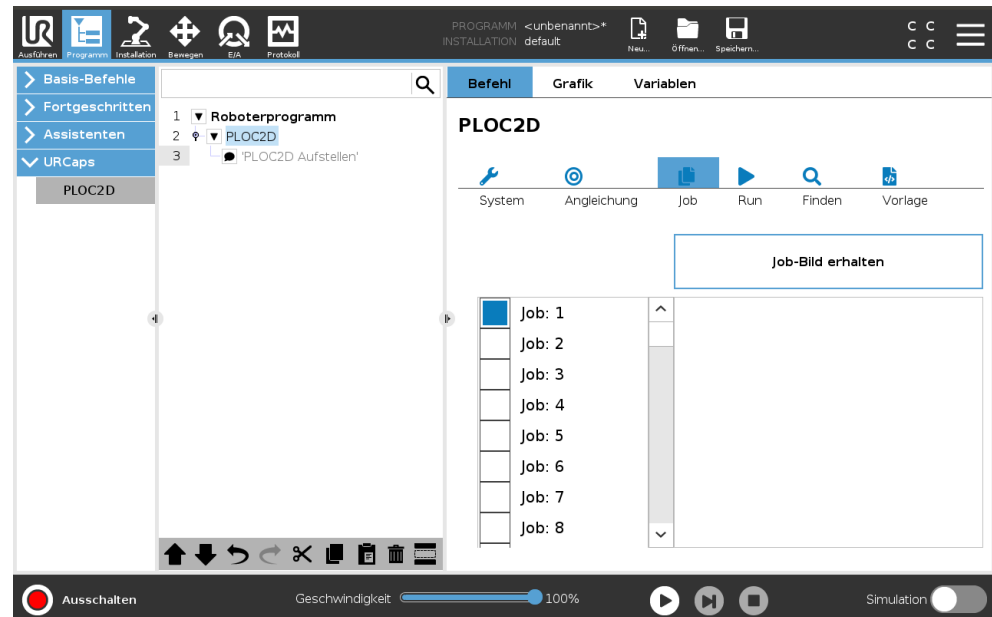 PROGRAMM <unbenannt>*
INSTALLATION default
UR
Ausführen Programm Installation Bewegen E/A Protokoll
Neu... Öffnen... Speichern...
C C
C C
Basis-Befehle
Fortgeschritten
Assistenten
URCaps
PLOC2D
1 Roboterprogramm
2 PLOC2D
3 'PLOC2D Aufstellen'
Befehl Grafik Variablen
PLOC2D
System Angleichung Job Run Finden Vorlage
Job-Bild erhalten
Job: 1
Job: 2
Job: 3
Job: 4
Job: 5
Job: 6
Job: 7
Job: 8
Ausschalten
Geschwindigkeit 100%
Simulation